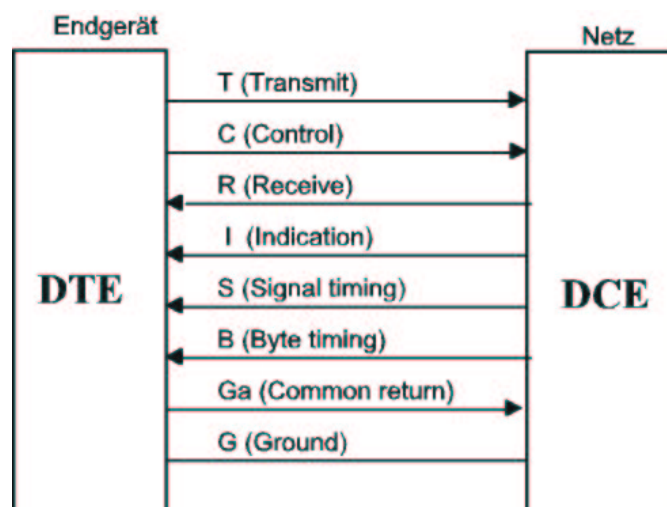 Endgerät
Netz
T (Transmit)
C (Control)
R (Receive)
I (Indication)
DTE
S (Signal timing)
DCE
B (Byte timing)
Ga (Common return)
G (Ground)